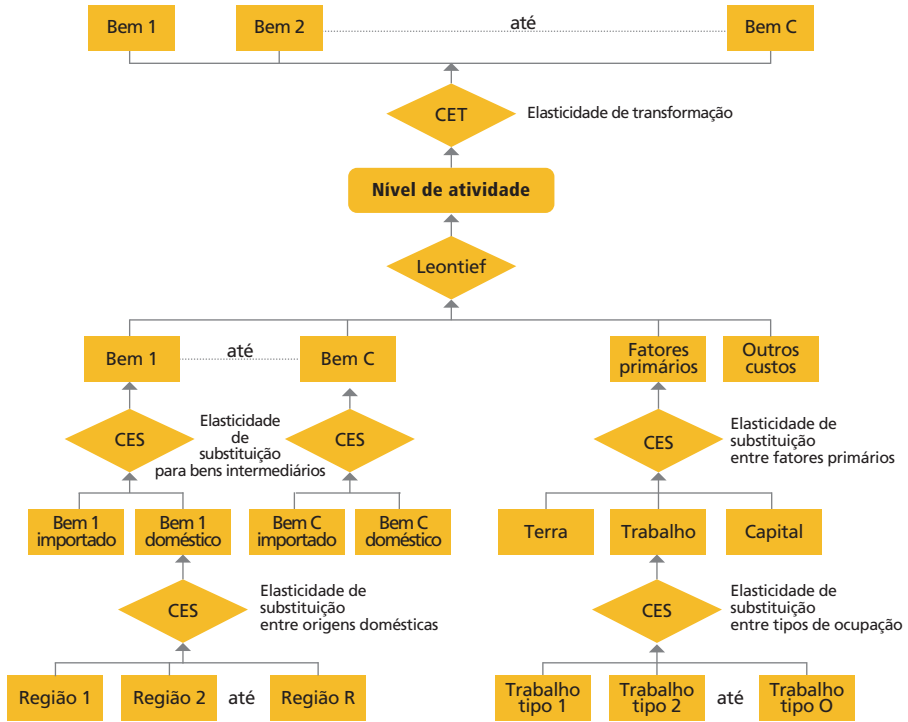 Bem 1
Bem 2
até
Bem C
CET
Elasticidade de transformação
Nível de atividade
Leontief
Bem 1
até
Bem C
Fatores
primários
Outros
custos
CES
Elasticidade
de
substituição
para bens intermediários
CES
CES
Elasticidade de
substituição
entre fatores primários
Bem 1
importado
Bem 1
doméstico
Bem C
importado
Bem C
doméstico
Terra
Trabalho
Capital
CES
Elasticidade de
substituição
entre origens domésticas
CES
Elasticidade de
substituição
entre tipos de ocupação
Região 1
Região 2
até
Região R
Trabalho
tipo 1
Trabalho
tipo 2
até
Trabalho
tipo O